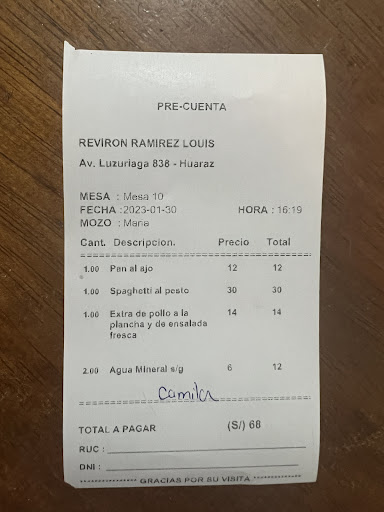 PRE-CUENTA
REVIRON RAMIREZ LOUIS
Av. Luzuriaga 838 - Huaraz
MESA : Mesa 10
FECHA :2023-01-30 HORA : 16:19
MOZO : Maria
Cant. Descripcion. Precio Total
1.00 Pan al ajo 12 12
1.00 Spaghetti al pesto 30 30
1.00 Extra de pollo a la 14 14
plancha y de ensalada
fresca
2.00 Agua Mineral s/g 6 12
Camila
TOTAL A PAGAR (S/) 68
RUC :
DNI :
GRACIAS POR SU VISITA